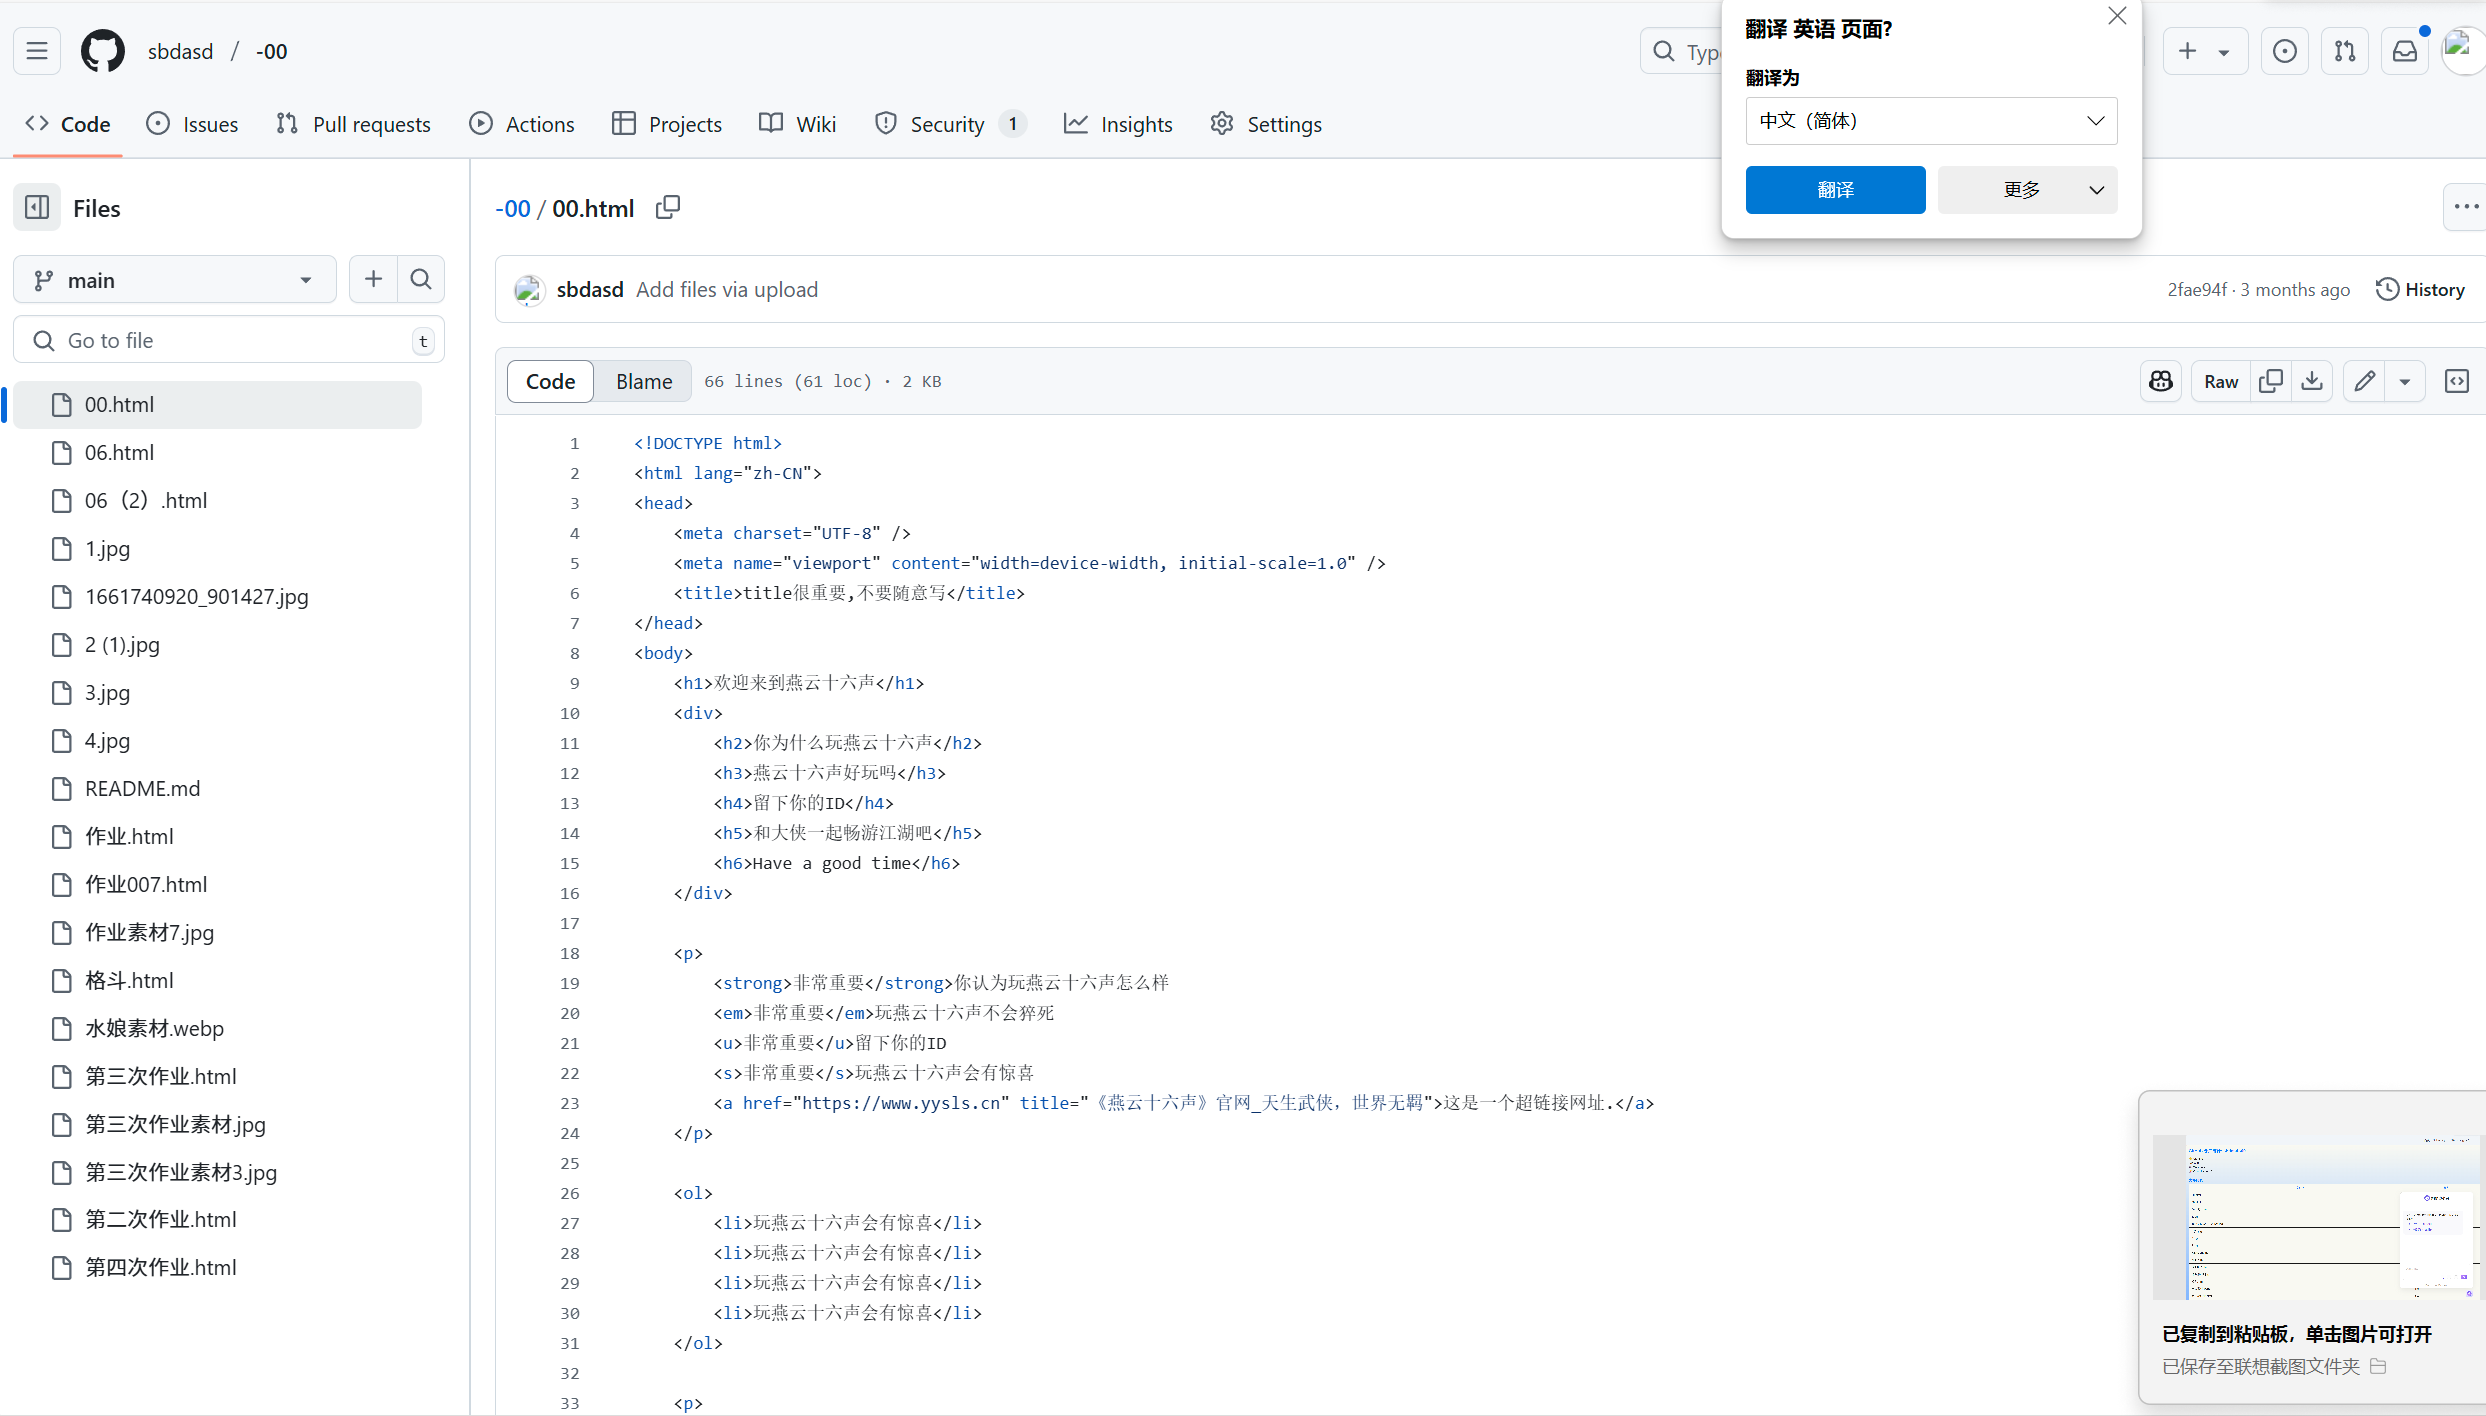 sbdasd / -00
Type
Code
Issues
Pull requests
Actions
Projects
Wiki
Security 1
Insights
Settings
翻译 英语 页面?
翻译为
中文（简体）
翻译
更多
Files
main
Go to file
t
00.html
06.html
06（2）.html
1.jpg
1661740920_901427.jpg
2 (1).jpg
3.jpg
4.jpg
README.md
作业.html
作业007.html
作业素材7.jpg
格斗.html
水娘素材.webp
第三次作业.html
第三次作业素材.jpg
第三次作业素材3.jpg
第二次作业.html
第四次作业.html
-00 / 00.html
sbdasd Add files via upload
2fae94f · 3 months ago
History
Code
Blame
66 lines (61 loc) · 2 KB
Raw
1 <!DOCTYPE html>
2 <html lang="zh-CN">
3 <head>
4 <meta charset="UTF-8" />
5 <meta name="viewport" content="width=device-width, initial-scale=1.0" />
6 <title>title很重要,不要随意写</title>
7 </head>
8 <body>
9 <h1>欢迎来到燕云十六声</h1>
10 <div>
11 <h2>你为什么玩燕云十六声</h2>
12 <h3>燕云十六声好玩吗</h3>
13 <h4>留下你的ID</h4>
14 <h5>和大侠一起畅游江湖吧</h5>
15 <h6>Have a good time</h6>
16 </div>
17
18 <p>
19 <strong>非常重要</strong>你认为玩燕云十六声怎么样
20 <em>非常重要</em>玩燕云十六声不会猝死
21 <u>非常重要</u>留下你的ID
22 <s>非常重要</s>玩燕云十六声会有惊喜
23 <a href="https://www.yysls.cn" title="《燕云十六声》官网_天生武侠，世界无羁">这是一个超链接网址.</a>
24 </p>
25
26 <ol>
27 <li>玩燕云十六声会有惊喜</li>
28 <li>玩燕云十六声会有惊喜</li>
29 <li>玩燕云十六声会有惊喜</li>
30 <li>玩燕云十六声会有惊喜</li>
31 </ol>
32
33 <p>
已复制到粘贴板，单击图片可打开
已保存至联想截图文件夹